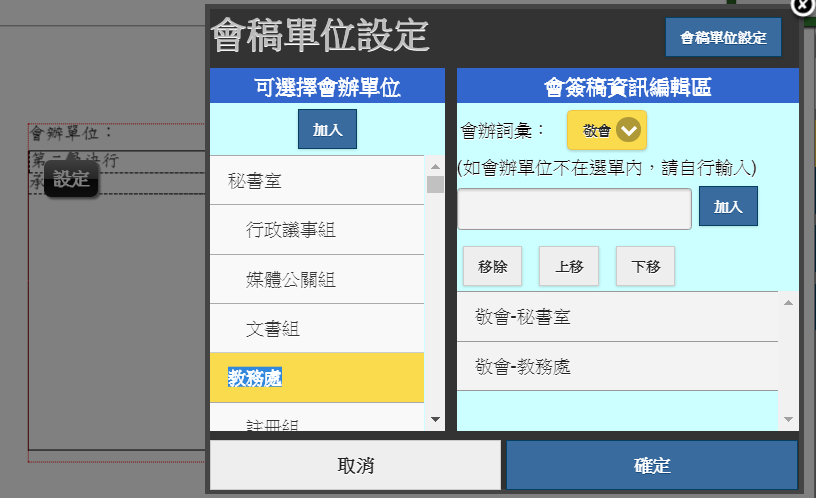 會稿單位設定
會稿單位設定
可選擇會辦單位
加入
秘書室
行政議事組
媒體公關組
文書組
教務處
註冊組
會簽稿資訊編輯區
會辦詞彙：
敬會
(如會辦單位不在選單內，請自行輸入)
加入
移除
上移
下移
敬會-秘書室
敬會-教務處
取消
確定
會辦單位：
設定